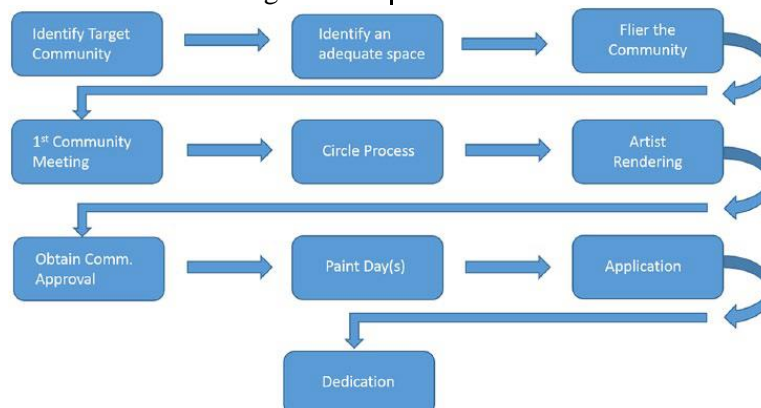 Identify Target
Community
Identify an
adequate space
Flier the
Community
1st Community
Meeting
Circle Process
Artist
Rendering
Obtain Comm.
Approval
Paint Day(s)
Application
Dedication